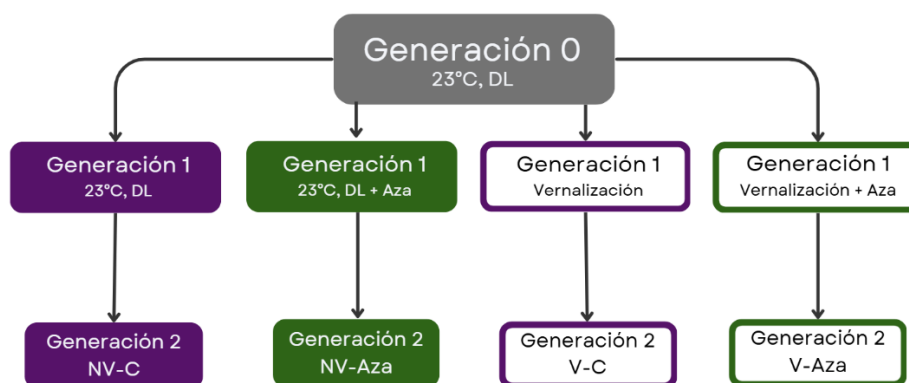 Generación 0
23°C, DL
Generación 1
23°C, DL
Generación 1
23°C, DL + Aza
Generación 1
Vernalización
Generación 1
Vernalización + Aza
Generación 2
NV-C
Generación 2
NV-Aza
Generación 2
V-C
Generación 2
V-Aza